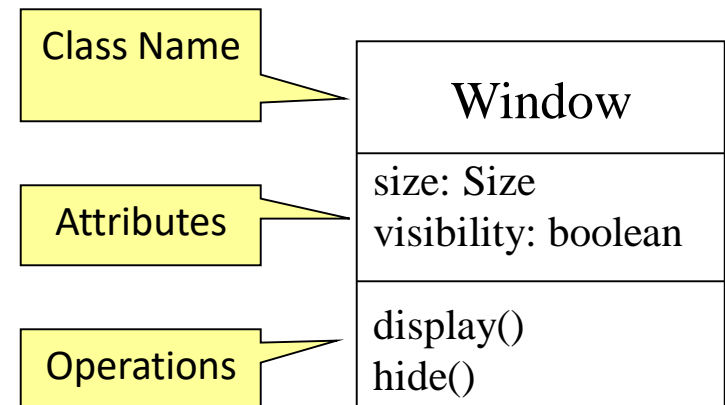 Class Name
Window
Attributes
size: Size
visibility: boolean
Operations
display()
hide()